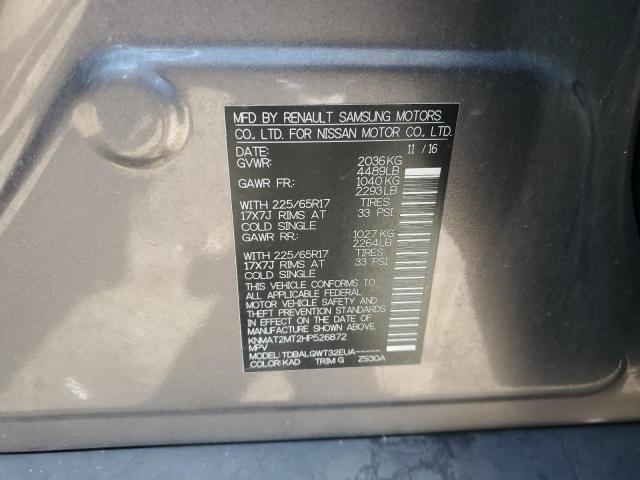 MFD BY RENAULT SAMSUNG MOTORS
CO., LTD. FOR NISSAN MOTOR CO., LTD.
DATE: 11 / 16
GVWR: 2036KG
4489LB
GAWR FR: 1040KG
2293LB
WITH 225/65R17 TIRES
17X7J RIMS AT 33 PSI
COLD SINGLE
GAWR RR: 1027 KG
2264LB
WITH 225/65R17 TIRES
17X7J RIMS AT 33 PSI
COLD SINGLE
THIS VEHICLE CONFORMS TO
ALL APPLICABLE FEDERAL
MOTOR VEHICLE SAFETY AND
THEFT PREVENTION STANDARDS
IN EFFECT ON THE DATE OF
MANUFACTURE SHOWN ABOVE.
KNMAT2MT2HP526872
MPV
MODEL: TDBALQWT32EUA-----
COLOR: KAD TRIM: G ZS30A